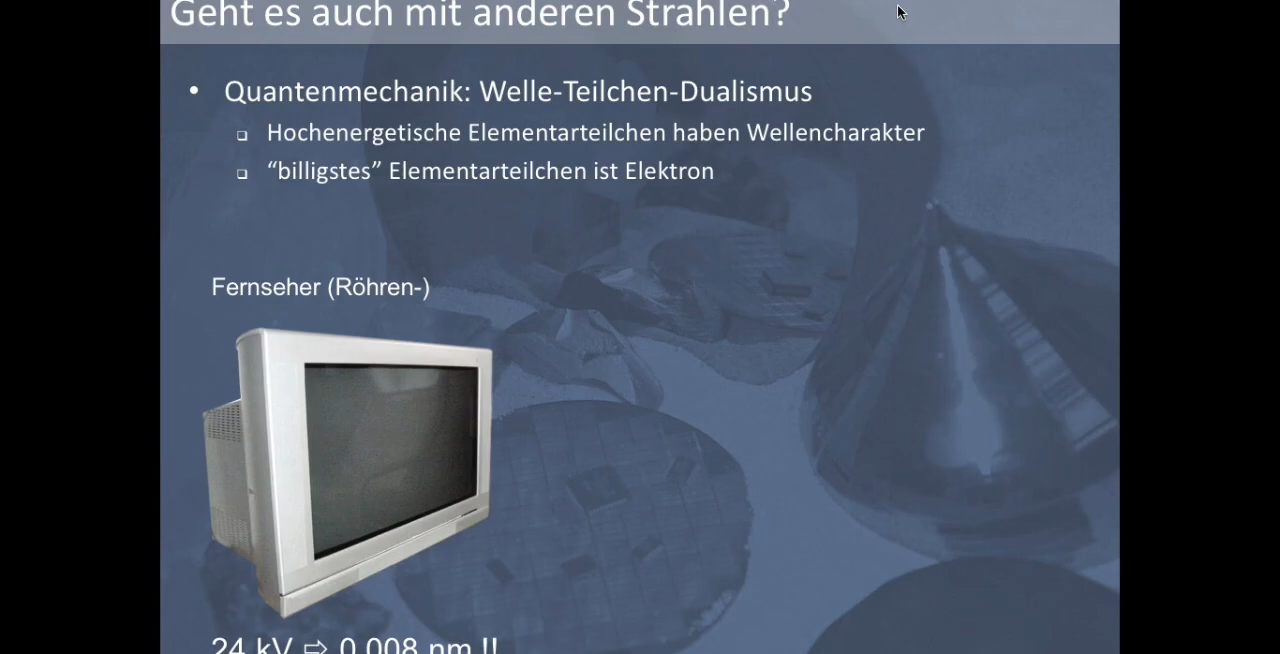 Geht es auch mit anderen Strahlen?
• Quantenmechanik: Welle-Teilchen-Dualismus
❑ Hochenergetische Elementarteilchen haben Wellencharakter
❑ “billigstes” Elementarteilchen ist Elektron
Fernseher (Röhren-)
24 kV ⇨ 0.008 nm !!